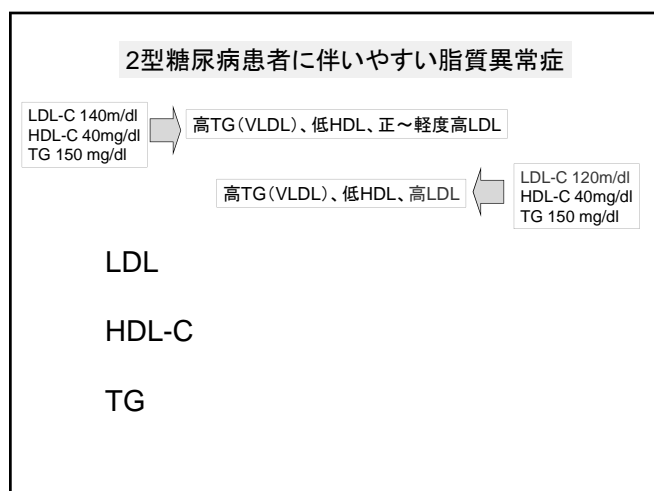 2型糖尿病患者に伴いやすい脂質異常症
LDL-C 140m/dl
HDL-C 40mg/dl
TG 150 mg/dl
高TG(VLDL)、低HDL、正～軽度高LDL
高TG(VLDL)、低HDL、高LDL
LDL-C 120m/dl
HDL-C 40mg/dl
TG 150 mg/dl
LDL
HDL-C
TG